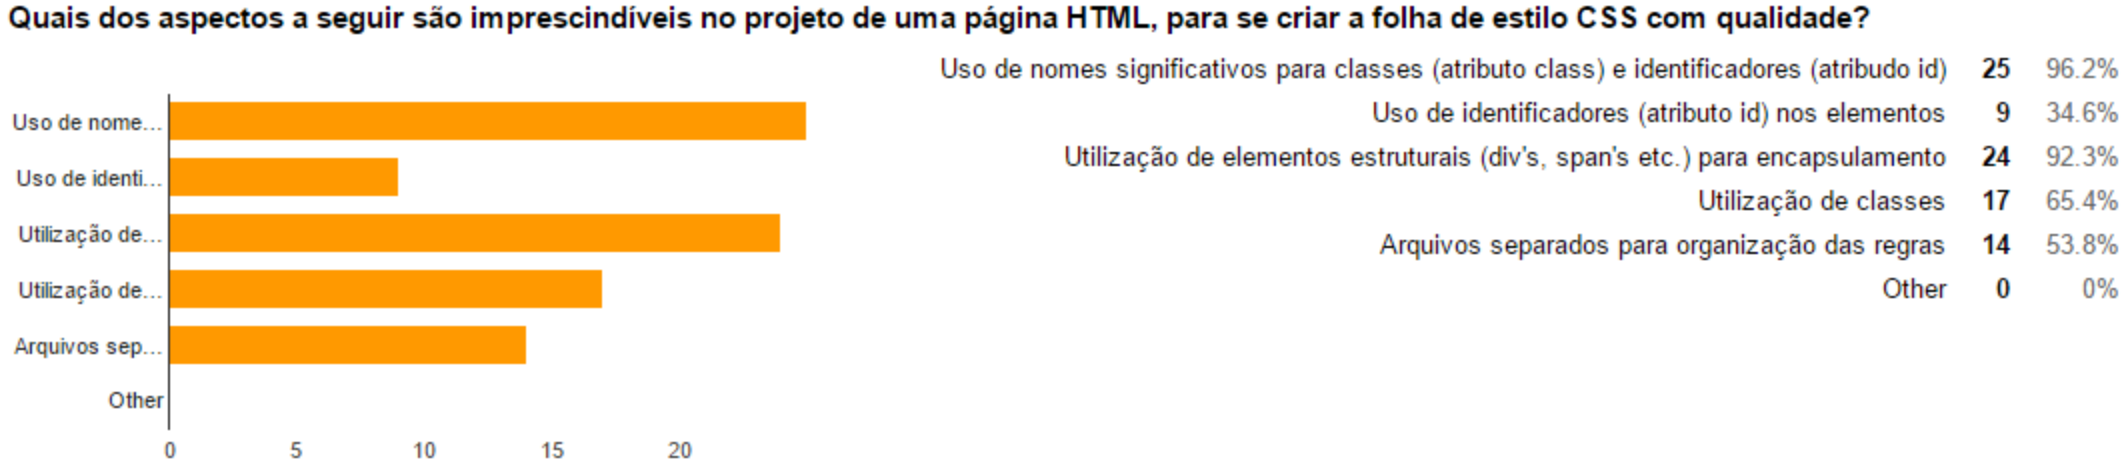 Quais dos aspectos a seguir são imprescindíveis no projeto de uma página HTML, para se criar a folha de estilo CSS com qualidade?
Uso de nome...
Uso de identi...
Utilização de...
Utilização de...
Arquivos sep...
Other
0 5 10 15 20
Uso de nomes significativos para classes (atributo class) e identificadores (atribudo id) 25 96.2%
Uso de identificadores (atributo id) nos elementos 9 34.6%
Utilização de elementos estruturais (div's, span's etc.) para encapsulamento 24 92.3%
Utilização de classes 17 65.4%
Arquivos separados para organização das regras 14 53.8%
Other 0 0%